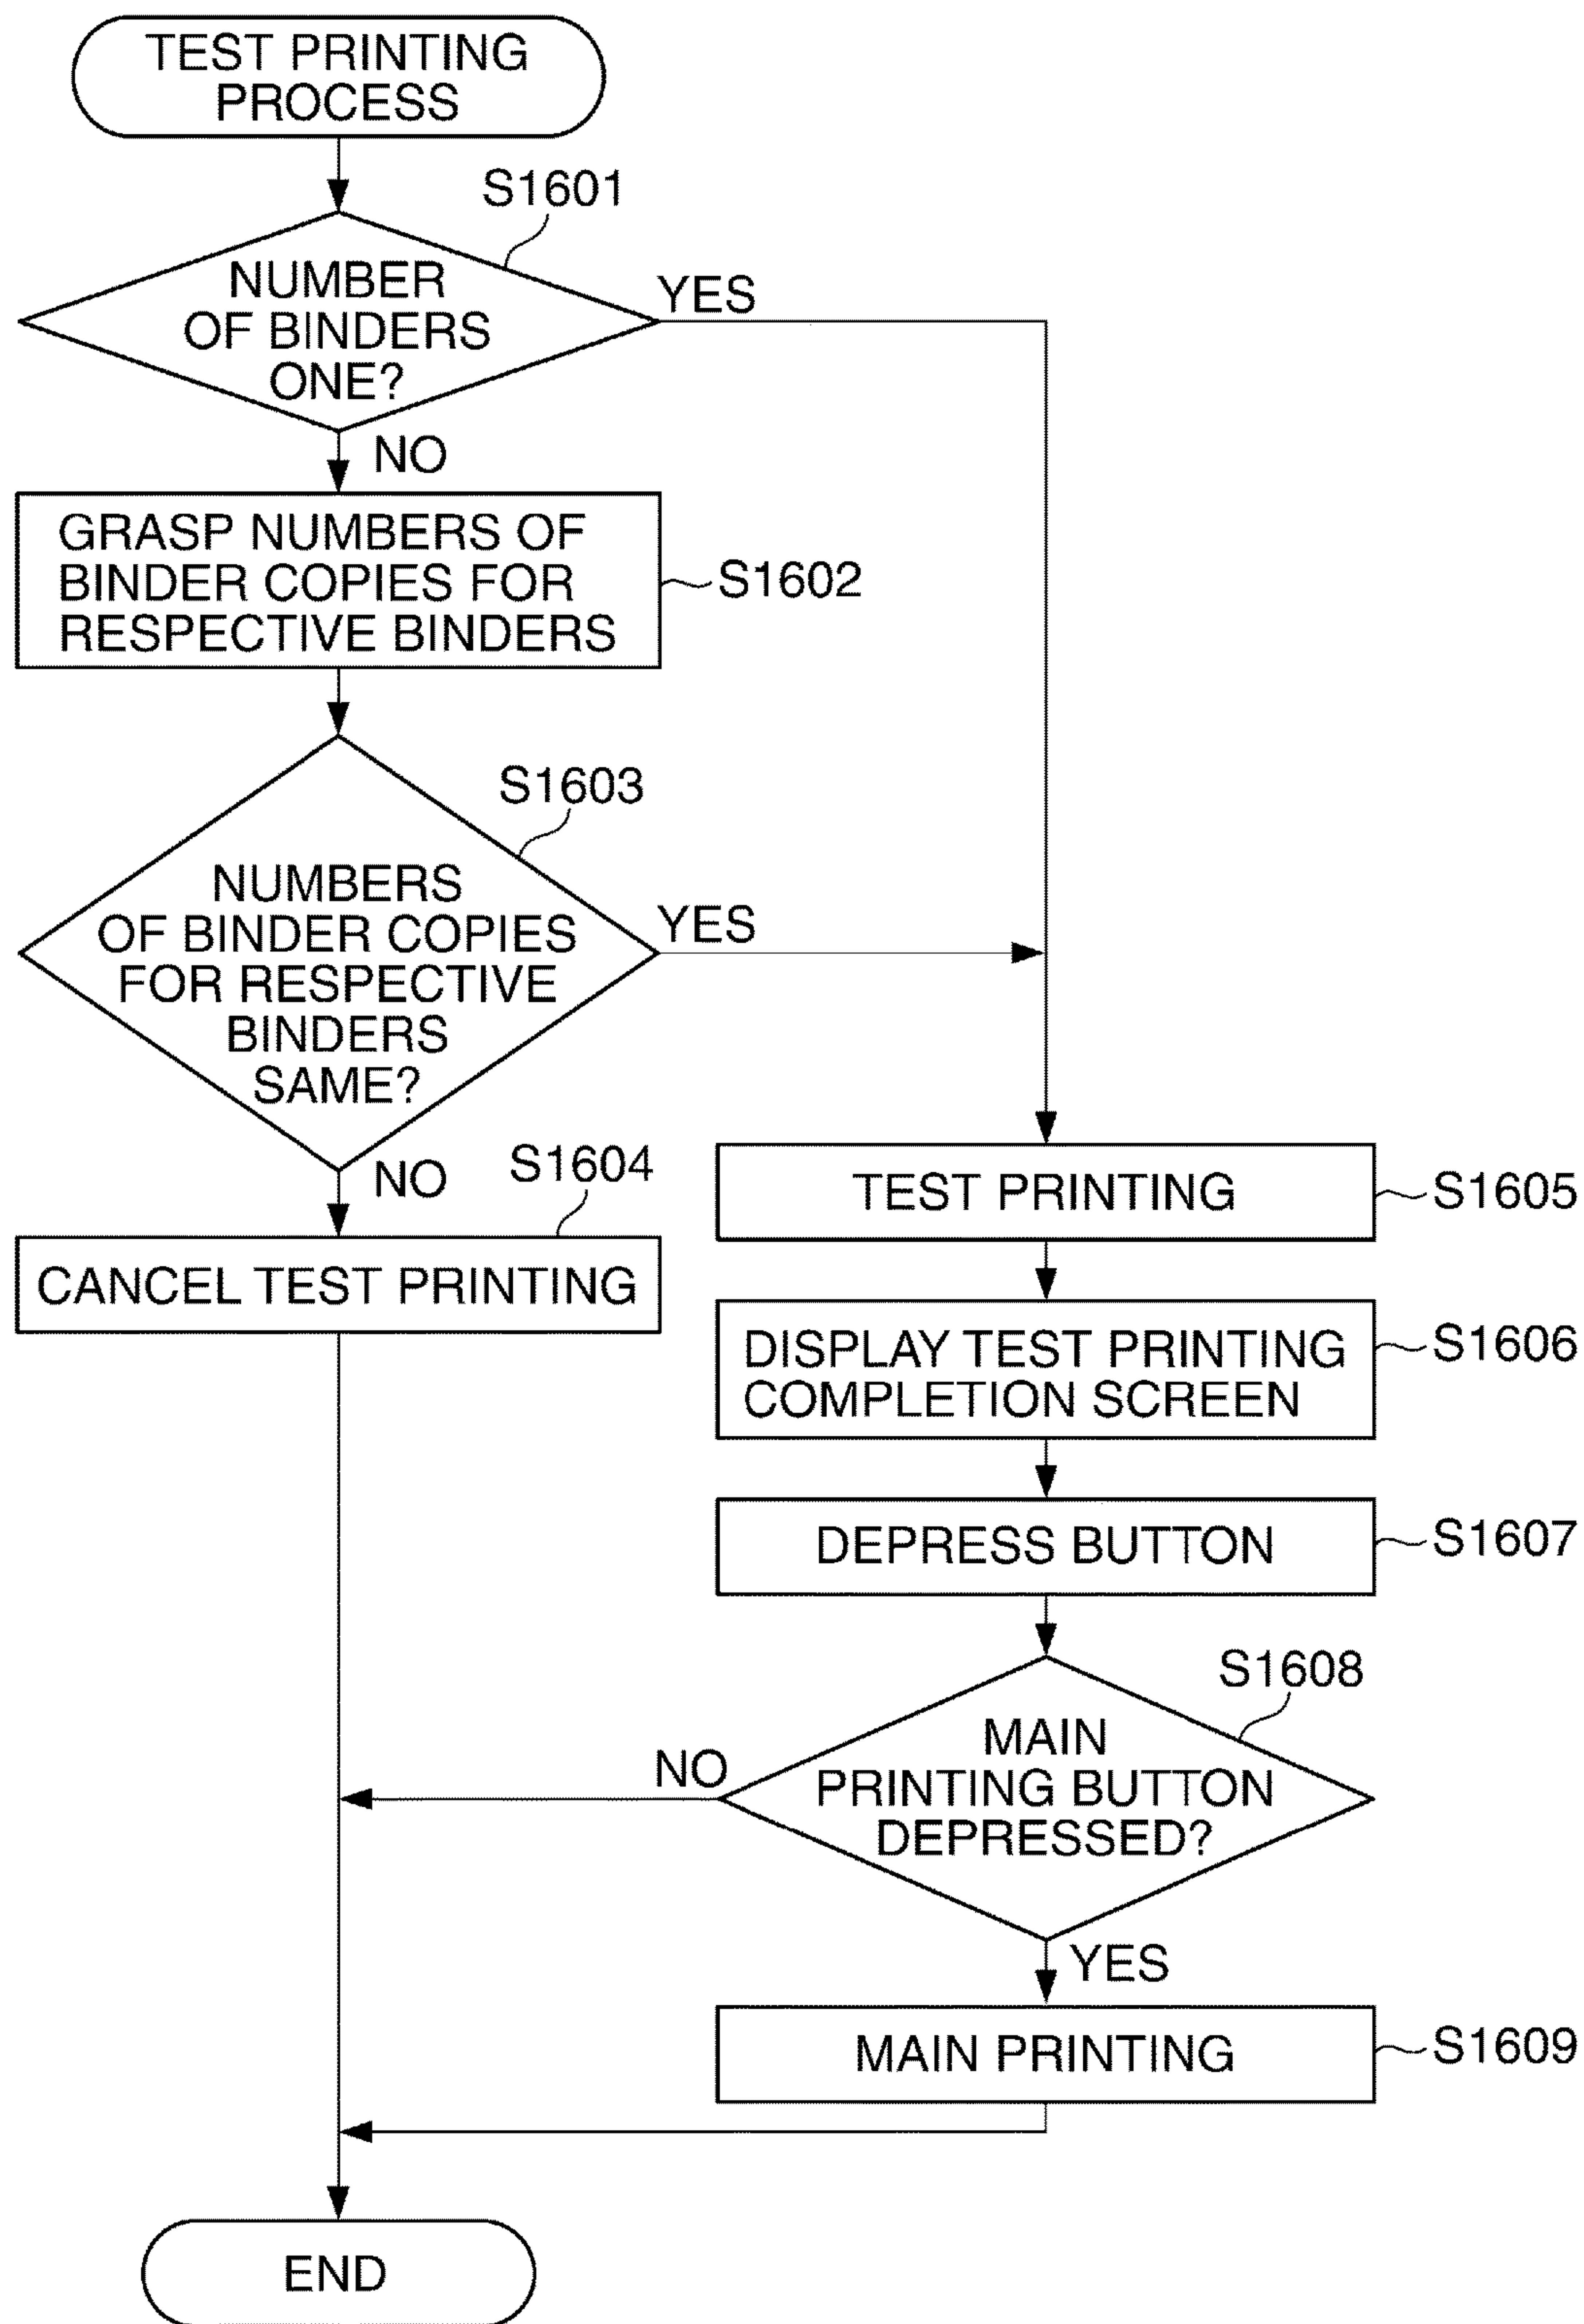 TEST PRINTING
PROCESS
S1601
NUMBER
OF BINDERS
ONE?
YES
NO
GRASP NUMBERS OF
BINDER COPIES FOR
RESPECTIVE BINDERS
S1602
S1603
NUMBERS
OF BINDER COPIES
FOR RESPECTIVE
BINDERS
SAME?
YES
NO
S1604
CANCEL TEST PRINTING
TEST PRINTING
S1605
DISPLAY TEST PRINTING
COMPLETION SCREEN
S1606
DEPRESS BUTTON
S1607
S1608
MAIN
PRINTING BUTTON
DEPRESSED?
NO
YES
MAIN PRINTING
S1609
END